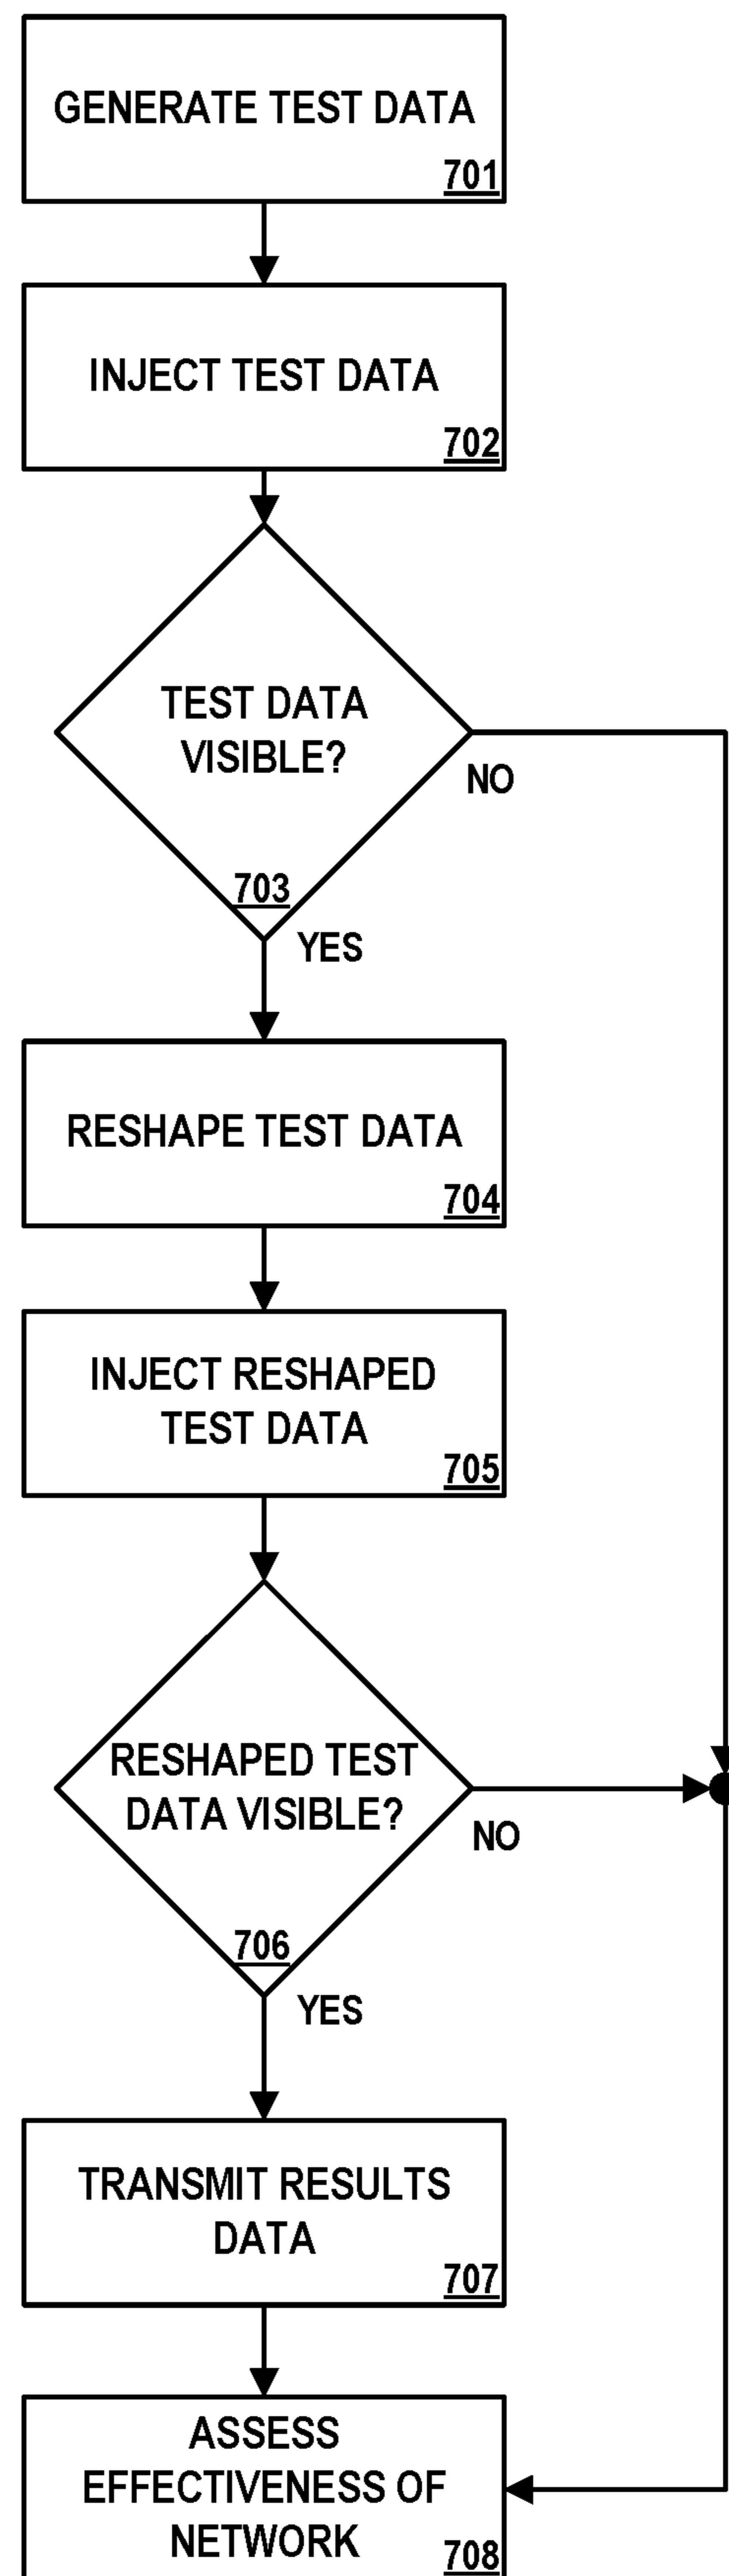 GENERATE TEST DATA
701
INJECT TEST DATA
702
TEST DATA
VISIBLE?
NO
703
YES
RESHAPE TEST DATA
704
INJECT RESHAPED
TEST DATA
705
RESHAPED TEST
DATA VISIBLE?
NO
706
YES
TRANSMIT RESULTS
DATA
707
ASSESS
EFFECTIVENESS OF
NETWORK
708